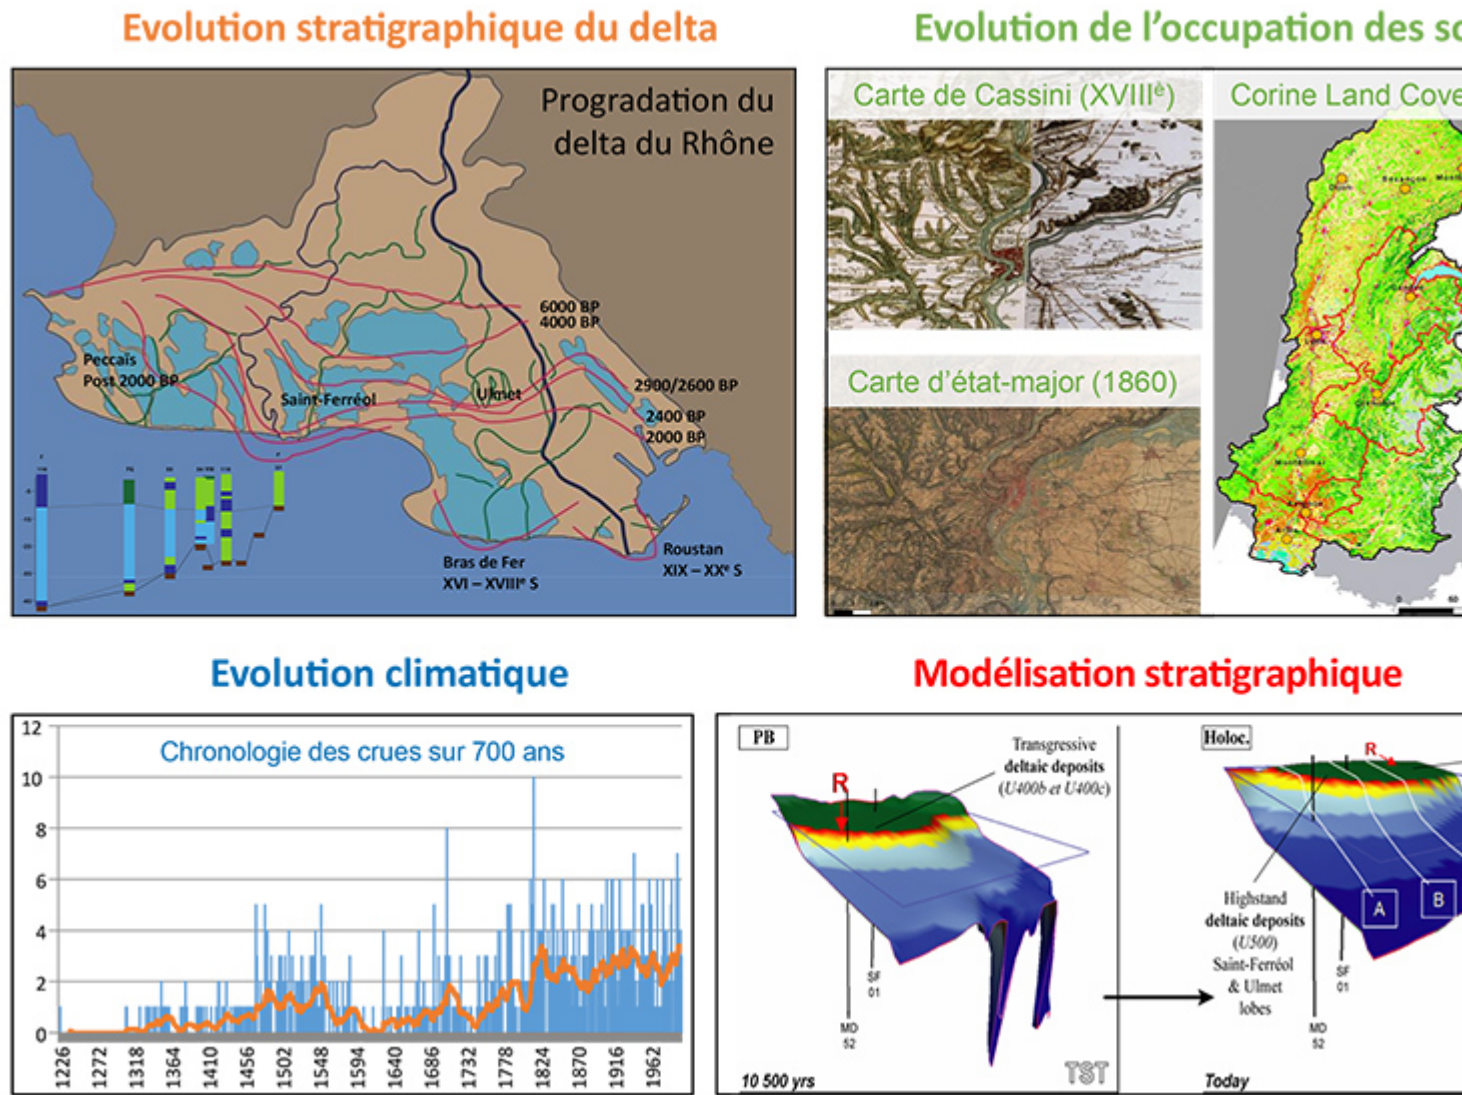 Evolution stratigraphique du delta
Progradation du
delta du Rhône
6000 BP
4000 BP
Peccaïs
Post 2000 BP
Saint-Ferréol
Ulmet
2900/2600 BP
2400 BP
2000 BP
Bras de Fer
XVI – XVIIIᵉ S
Roustan
XIX – XXᵉ S
Evolution de l’occupation des so
Carte de Cassini (XVIIIᵉ̀)
Corine Land Cove
Carte d’état-major (1860)
Evolution climatique
Chronologie des crues sur 700 ans
12
10
8
6
4
2
0
1226
1272
1318
1364
1410
1456
1502
1548
1594
1640
1686
1732
1778
1824
1870
1916
1962
Modélisation stratigraphique
PB
R
Transgressive
deltaic deposits
(U400b et U400c)
SF
01
MD
52
10 500 yrs
TST
Holoc.
R
A
B
Highstand
deltaic deposits
(U500)
Saint-Ferréol
& Ulmet
lobes
SF
01
MD
52
Today